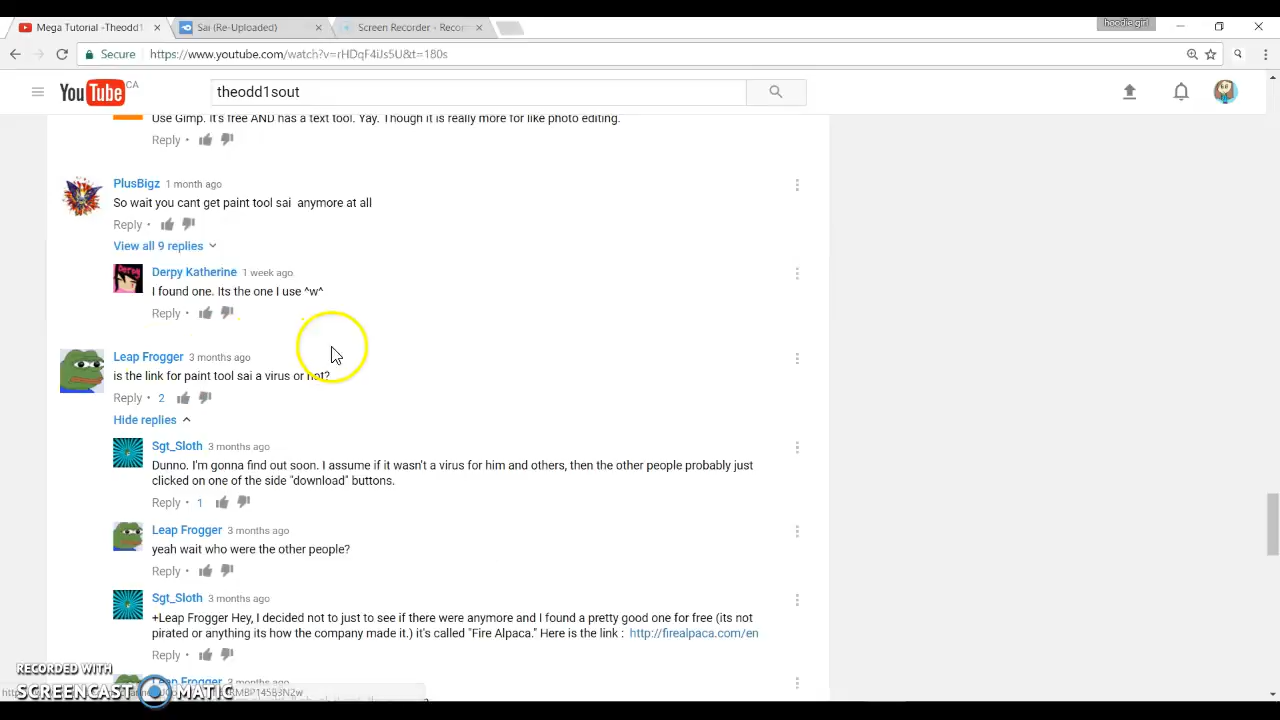 Mega Tutorial -Theodd1
Sai (Re-Uploaded)
Screen Recorder - Recor
hoodie girl
Secure
https://www.youtube.com/watch?v=rHDqF4iJs5U&t=180s
YouTube CA
theodd1sout
Use Gimp. It's free AND has a text tool. Yay. Though it is really more for like photo editing.
Reply •
PlusBigz 1 month ago
So wait you cant get paint tool sai anymore at all
Reply •
View all 9 replies
Derpy Katherine 1 week ago
I found one. Its the one I use ^w^
Reply •
Leap Frogger 3 months ago
is the link for paint tool sai a virus or not?
Reply • 2
Hide replies
Sgt_Sloth 3 months ago
Dunno. I'm gonna find out soon. I assume if it wasn't a virus for him and others, then the other people probably just
clicked on one of the side "download" buttons.
Reply • 1
Leap Frogger 3 months ago
yeah wait who were the other people?
Reply •
Sgt_Sloth 3 months ago
+Leap Frogger Hey, I decided not to just to see if there were anymore and I found a pretty good one for free (its not
pirated or anything its how the company made it.) it's called "Fire Alpaca." Here is the link : http://firealpaca.com/en
Reply •
RECORDED WITH
Leap Frogger 3 months ago
SCREENCAST MATIC